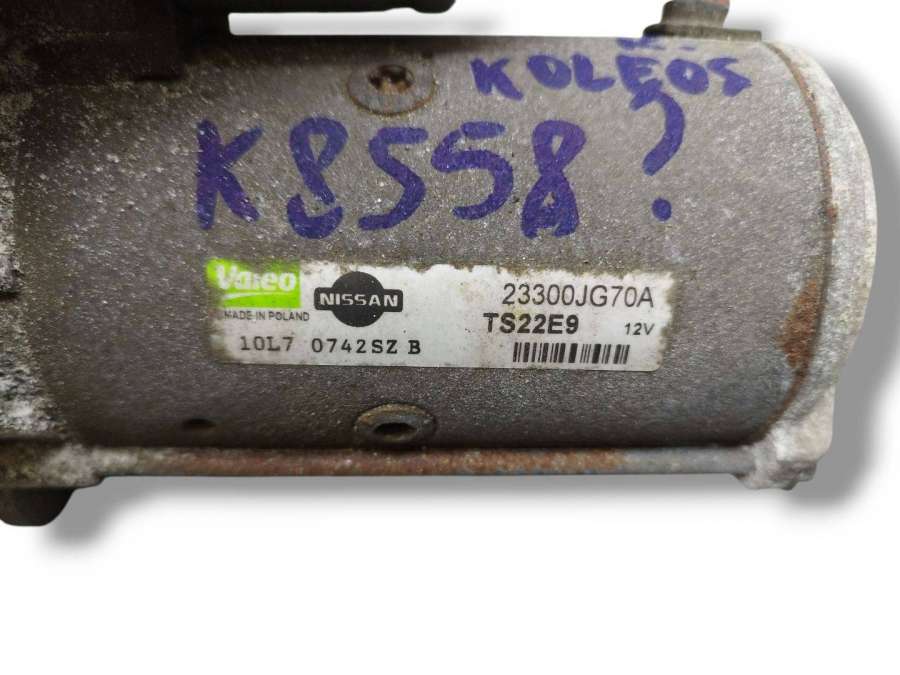 KOLEOS
K8558?
Valeo
MADE IN POLAND
NISSAN
23300JG70A
TS22E9 12V
10L7 0742SZ B